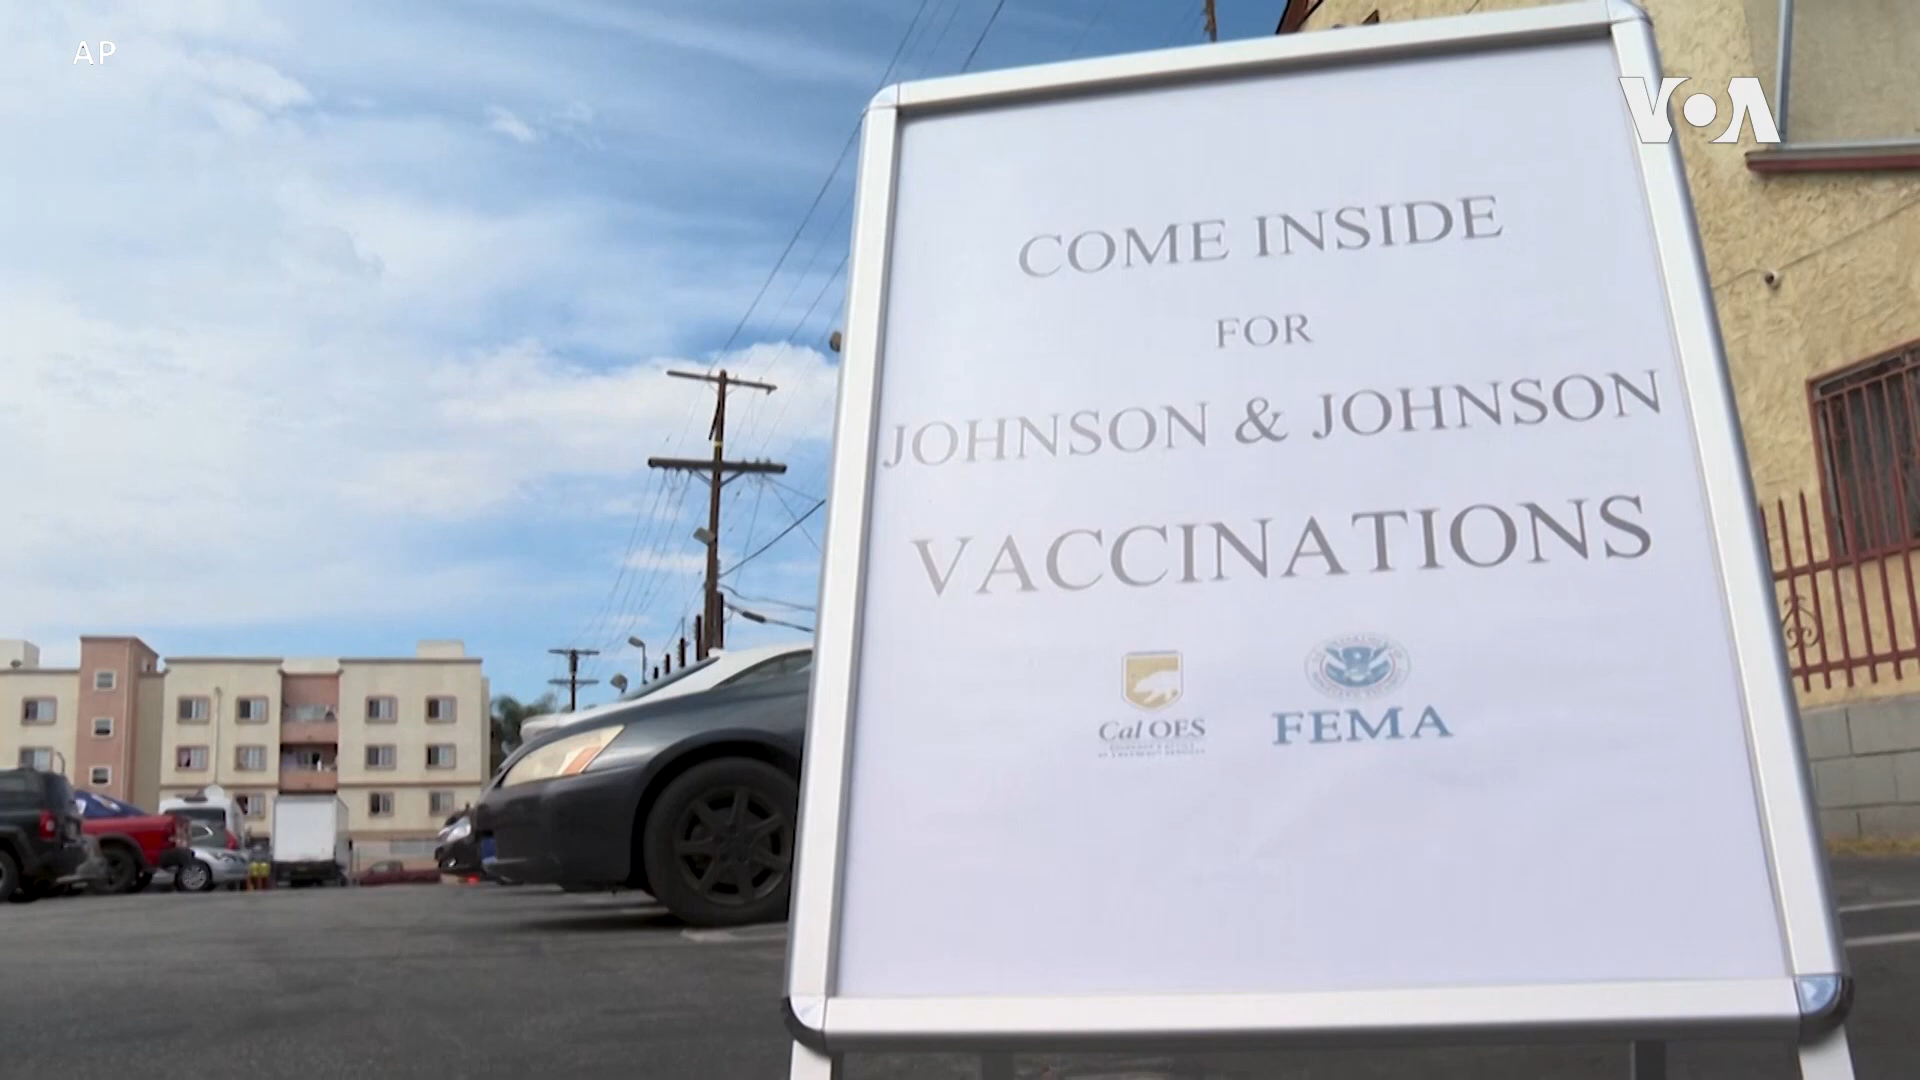 AP
VOA
COME INSIDE
FOR
JOHNSON & JOHNSON
VACCINATIONS
Cal OES
FEMA